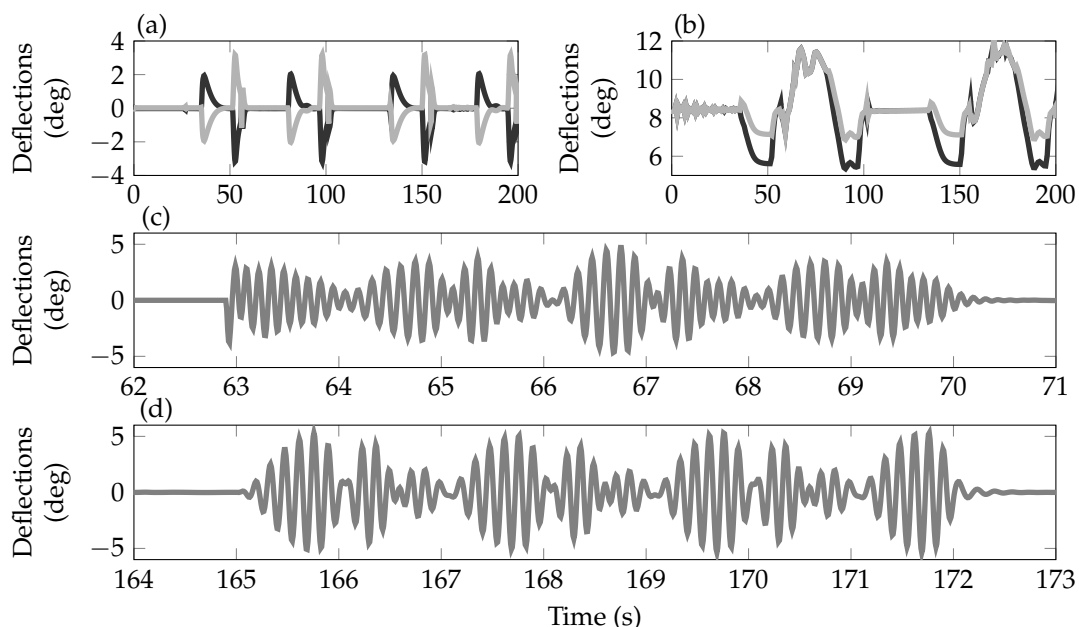 (a)
Deflections
(deg)
4
2
0
−2
−4
0 50 100 150 200
(b)
Deflections
(deg)
12
10
8
6
0 50 100 150 200
(c)
Deflections
(deg)
5
0
−5
62 63 64 65 66 67 68 69 70 71
(d)
Deflections
(deg)
5
0
−5
164 165 166 167 168 169 170 171 172 173
Time (s)